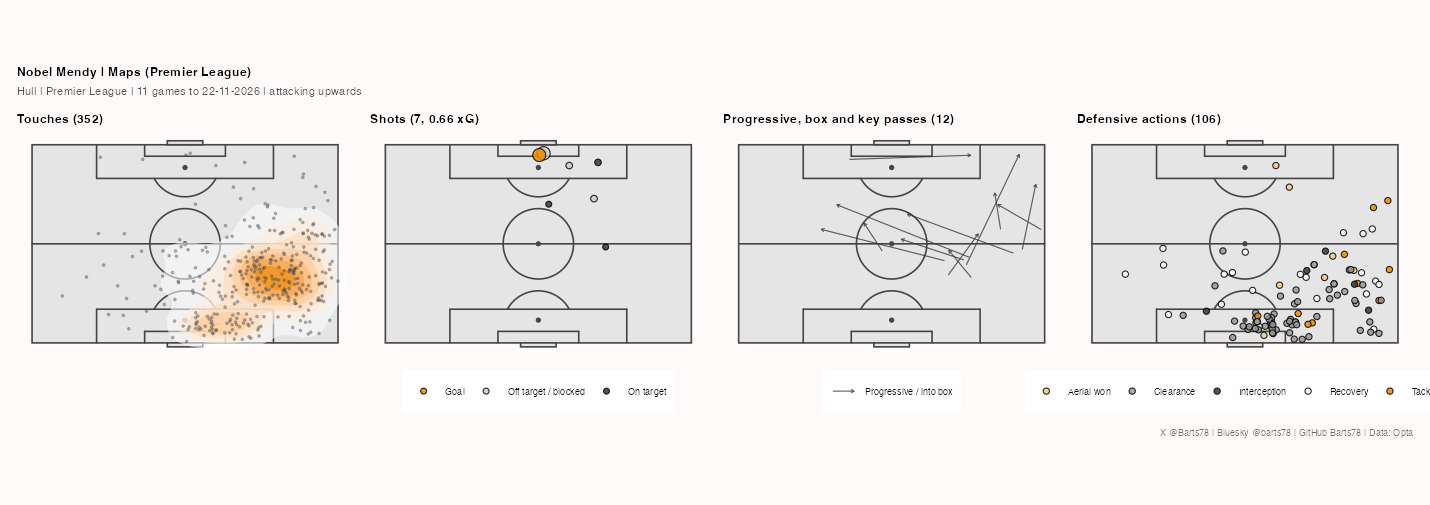 Nobel Mendy | Maps (Premier League)
Hull | Premier League | 11 games to 22-11-2026 | attacking upwards
Touches (352)
Shots (7, 0.66 xG)
Progressive, box and key passes (12)
Defensive actions (106)
Goal
Off target / blocked
On target
Progressive / into box
Aerial won
Clearance
Interception
Recovery
Tack
X @Barts78 | Bluesky @barts78 | GitHub Barts78 | Data: Opta